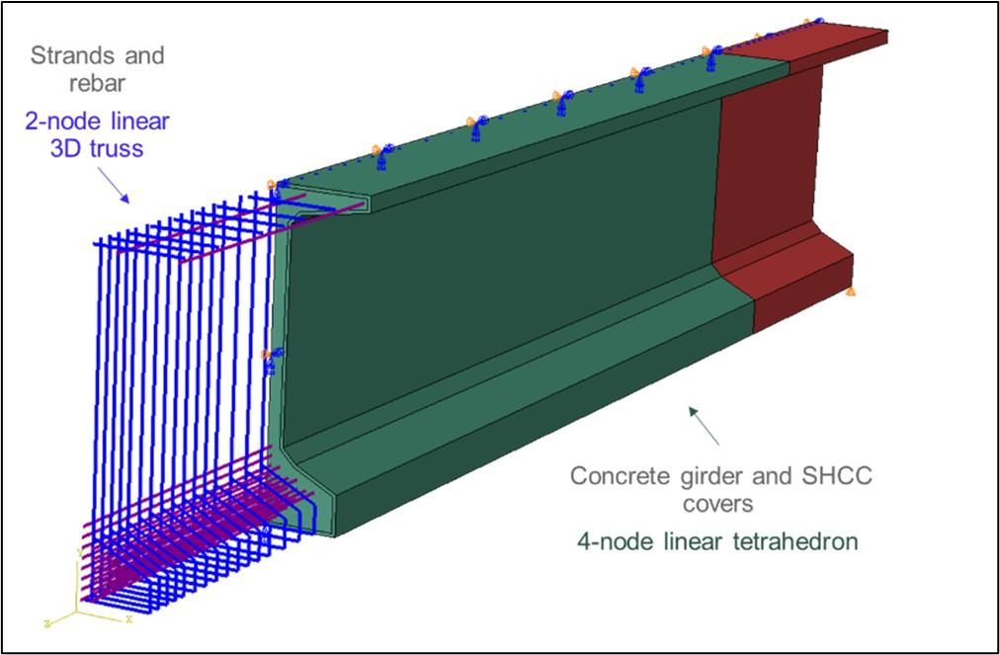 Strands and
rebar
2-node linear
3D truss
Concrete girder and SHCC
covers
4-node linear tetrahedron
Y
Z
X